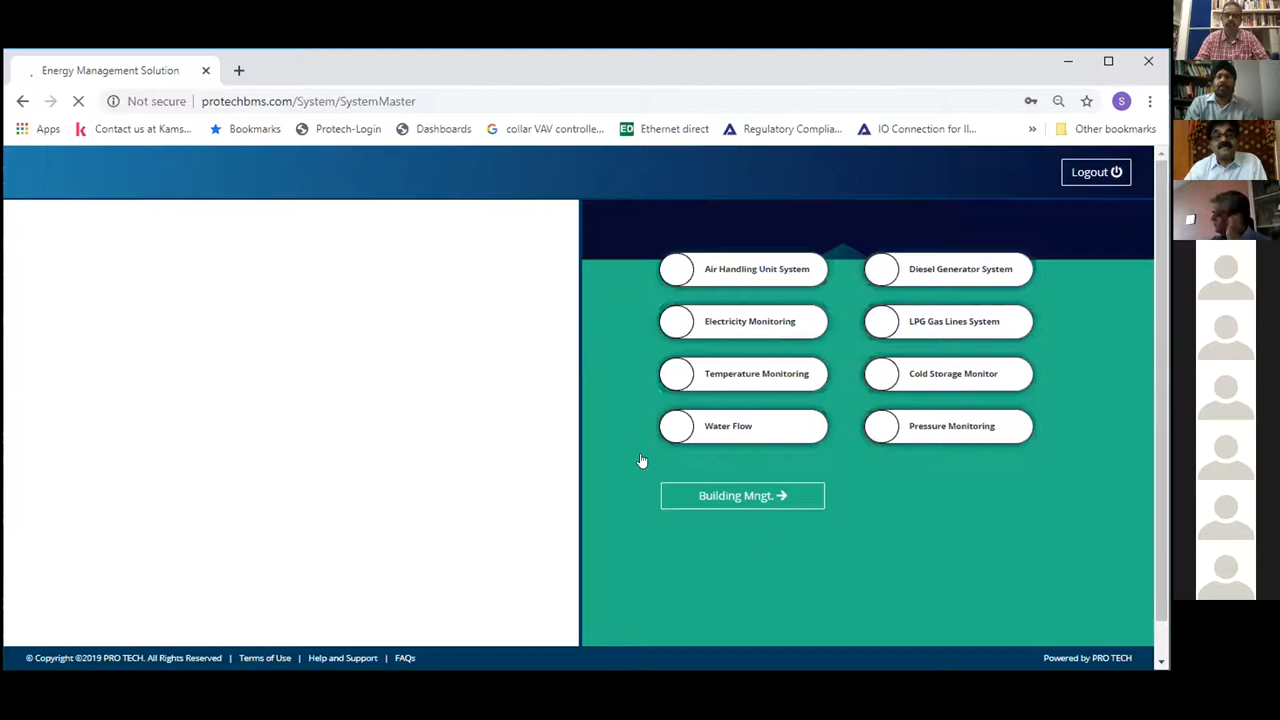 Energy Management Solution
Not secure
protechbms.com/System/SystemMaster
S
Apps
Contact us at Kams...
Bookmarks
Protech-Login
Dashboards
collar VAV controlle...
ED
Ethernet direct
Regulatory Complia...
IO Connection for II...
Other bookmarks
Logout
Air Handling Unit System
Diesel Generator System
Electricity Monitoring
LPG Gas Lines System
Temperature Monitoring
Cold Storage Monitor
Water Flow
Pressure Monitoring
Building Mngt.
© Copyright ©2019 PRO TECH. All Rights Reserved | Terms of Use | Help and Support | FAQs
Powered by PRO TECH